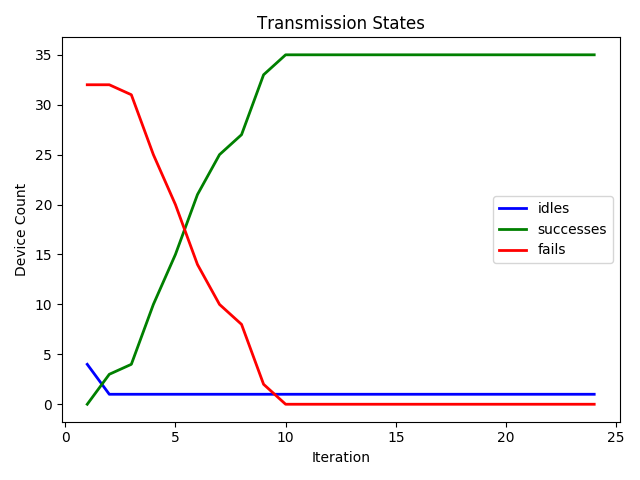 Transmission States
Device Count
35
30
25
20
15
10
5
0
idles
successes
fails
0 5 10 15 20 25
Iteration